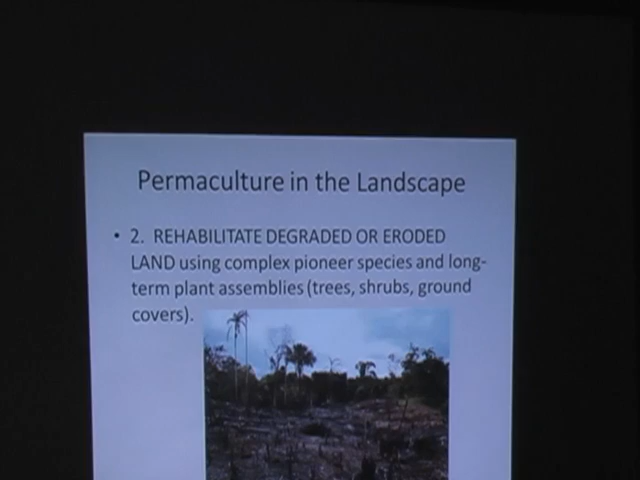 Permaculture in the Landscape
• 2. REHABILITATE DEGRADED OR ERODED
LAND using complex pioneer species and long-
term plant assemblies (trees, shrubs, ground
covers).